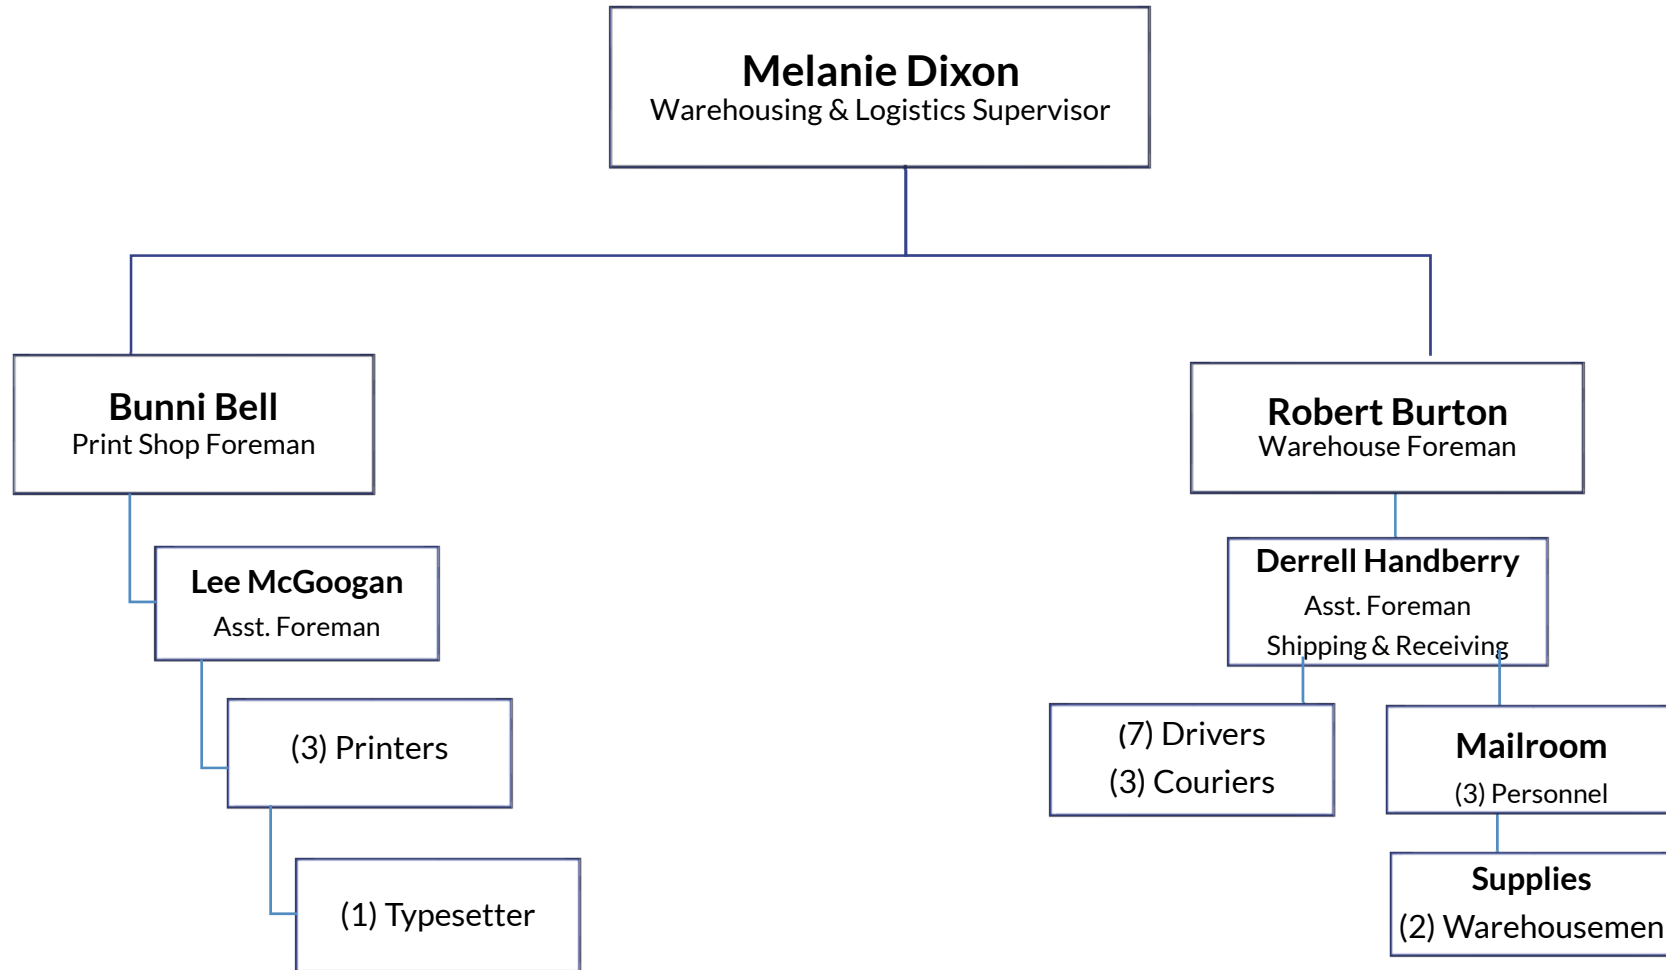 Melanie Dixon
Warehousing & Logistics Supervisor
Bunni Bell
Print Shop Foreman
Robert Burton
Warehouse Foreman
Lee McGoogan
Asst. Foreman
Derrell Handberry
Asst. Foreman
Shipping & Receiving
(3) Printers
(7) Drivers
(3) Couriers
Mailroom
(3) Personnel
(1) Typesetter
Supplies
(2) Warehousemen